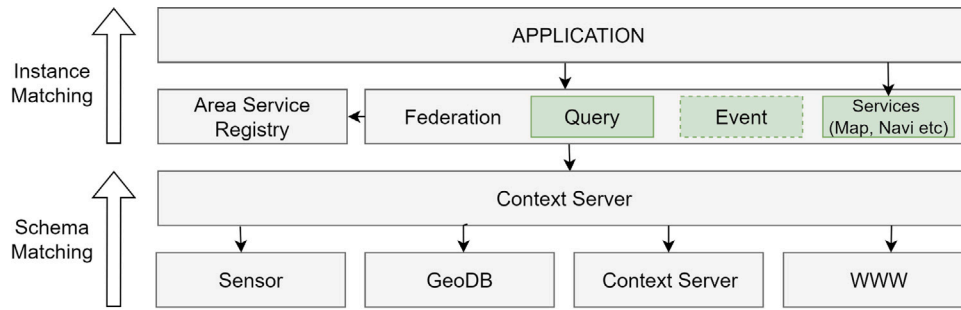 APPLICATION
Instance
Matching
Area Service
Registry
Federation
Query
Event
Services
(Map, Navi etc)
Context Server
Schema
Matching
Sensor
GeoDB
Context Server
WWW